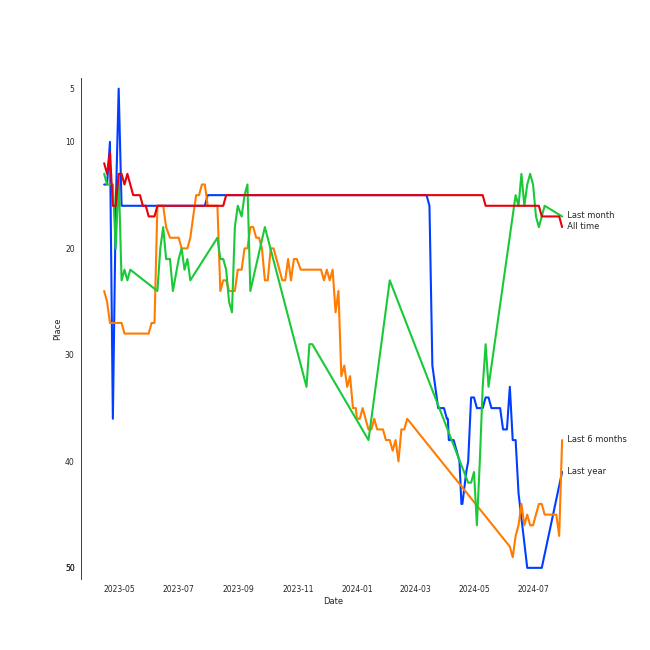 5
10
20
30
40
50
Place
2023-05
2023-07
2023-09
2023-11
2024-01
2024-03
2024-05
2024-07
Date
Last month
All time
Last 6 months
Last year